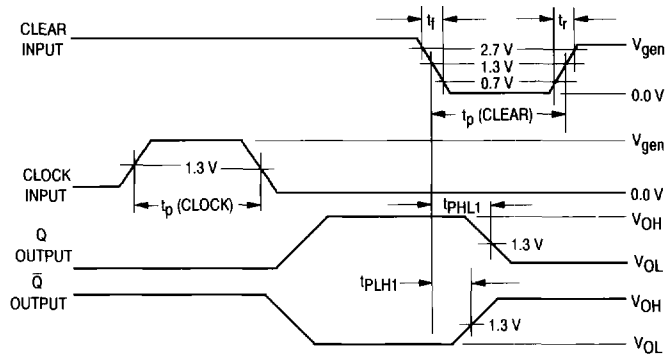 CLEAR
INPUT
tf
tr
2.7 V
1.3 V
0.7 V
Vgen
0.0 V
tp (CLEAR)
Vgen
CLOCK
INPUT
1.3 V
tp (CLOCK)
0.0 V
tPHL1
Q
OUTPUT
VOH
1.3 V
VOL
Q̅
OUTPUT
tPLH1
VOH
1.3 V
VOL